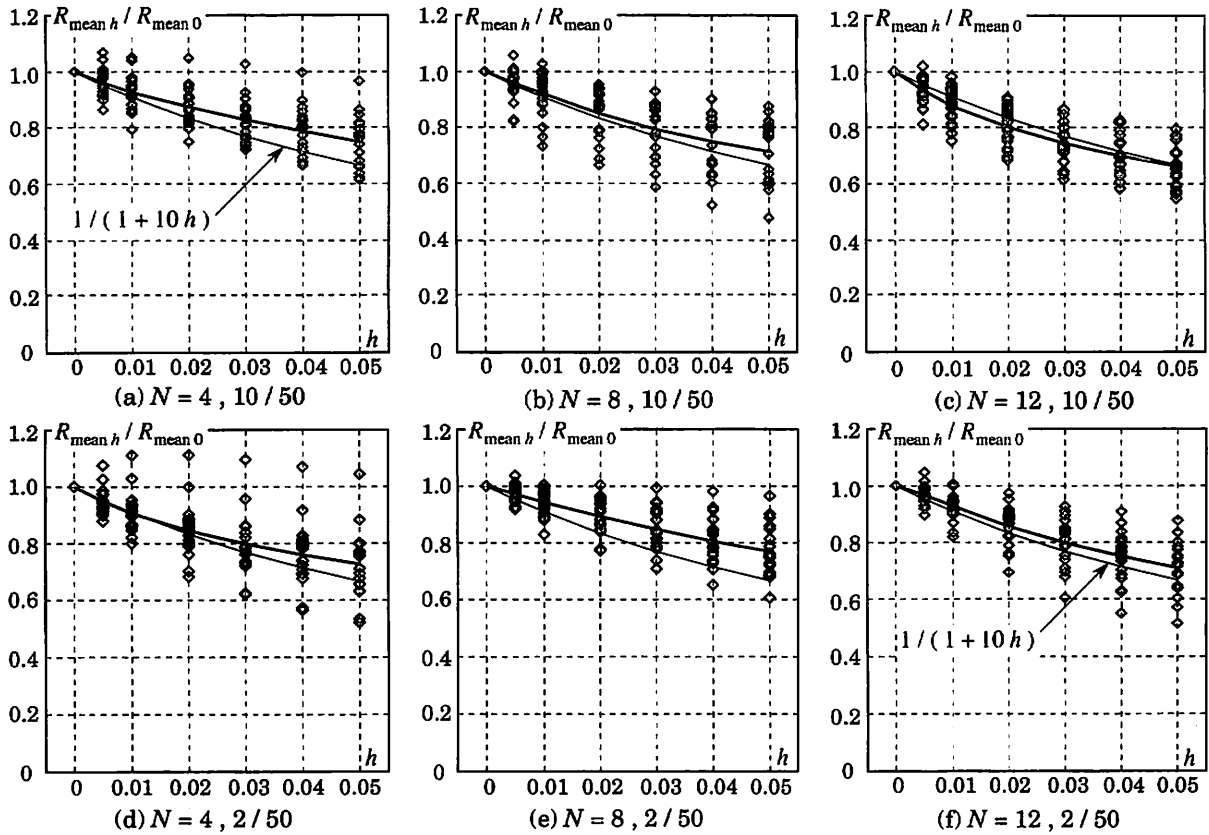 R_mean h / R_mean 0
1.2
1.0
0.8
0.6
0.4
0.2
0
1 / ( 1 + 10 h )
h
0 0.01 0.02 0.03 0.04 0.05
(a) N = 4 , 10 / 50
R_mean h / R_mean 0
1.2
1.0
0.8
0.6
0.4
0.2
0
h
0 0.01 0.02 0.03 0.04 0.05
(b) N = 8 , 10 / 50
R_mean h / R_mean 0
1.2
1.0
0.8
0.6
0.4
0.2
0
h
0 0.01 0.02 0.03 0.04 0.05
(c) N = 12 , 10 / 50
R_mean h / R_mean 0
1.2
1.0
0.8
0.6
0.4
0.2
0
h
0 0.01 0.02 0.03 0.04 0.05
(d) N = 4 , 2 / 50
R_mean h / R_mean 0
1.2
1.0
0.8
0.6
0.4
0.2
0
h
0 0.01 0.02 0.03 0.04 0.05
(e) N = 8 , 2 / 50
R_mean h / R_mean 0
1.2
1.0
0.8
0.6
0.4
0.2
0
1 / ( 1 + 10 h )
h
0 0.01 0.02 0.03 0.04 0.05
(f) N = 12 , 2 / 50